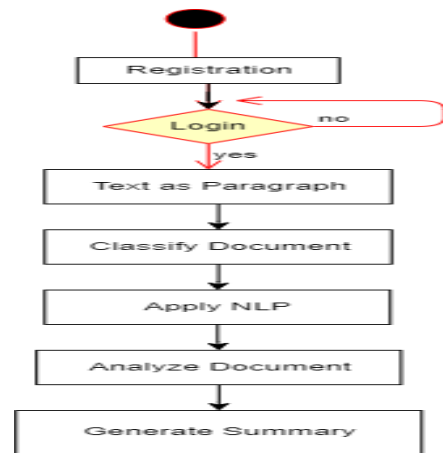 Registration
Login
no
yes
Text as Paragraph
Classify Document
Apply NLP
Analyze Document
Generate Summary